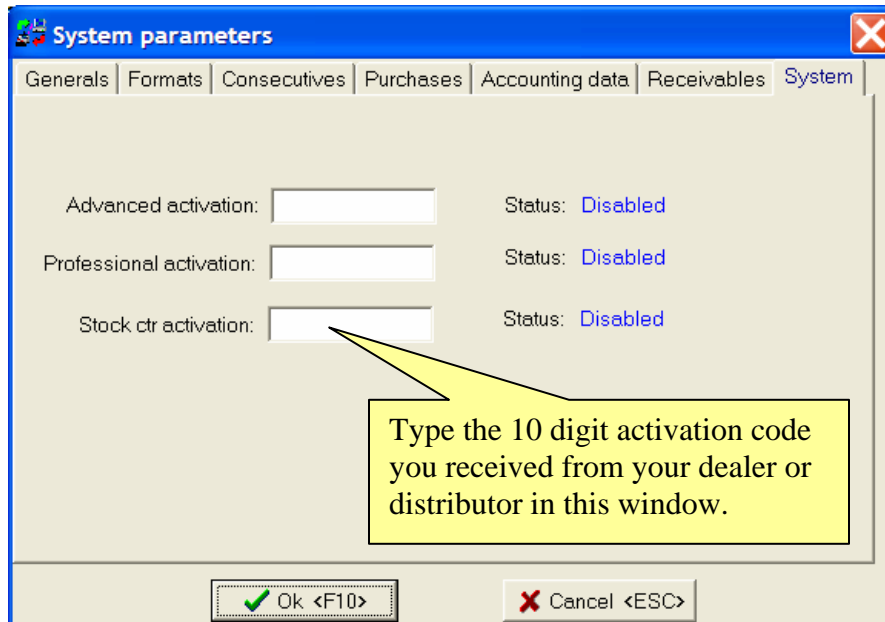 System parameters
Generals Formats Consecutives Purchases Accounting data Receivables System
Advanced activation: Status: Disabled
Professional activation: Status: Disabled
Stock ctr activation: Status: Disabled
Type the 10 digit activation code
you received from your dealer or
distributor in this window.
Ok <F10> Cancel <ESC>